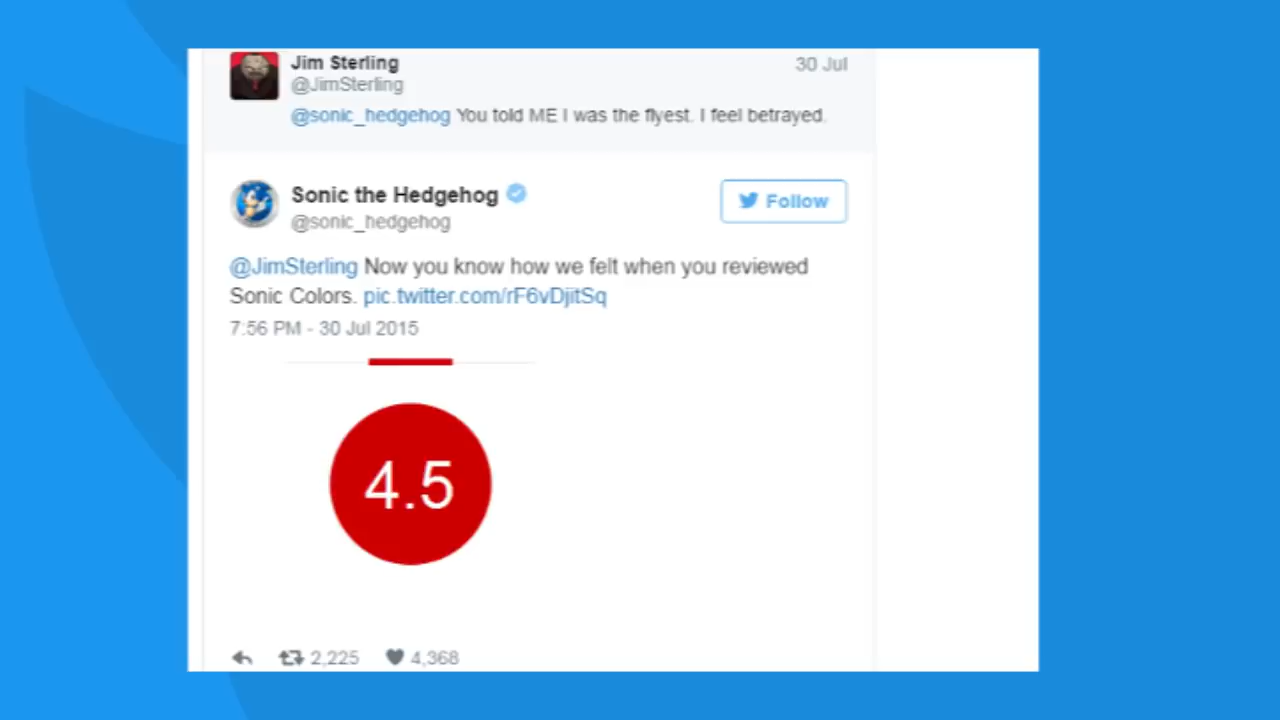 Jim Sterling
30 Jul
@JimSterling
@sonic_hedgehog You told ME I was the flyest. I feel betrayed.
Sonic the Hedgehog
Follow
@sonic_hedgehog
@JimSterling Now you know how we felt when you reviewed
Sonic Colors. pic.twitter.com/rF6vDjitSq
7:56 PM - 30 Jul 2015
4.5
2,225 4,368